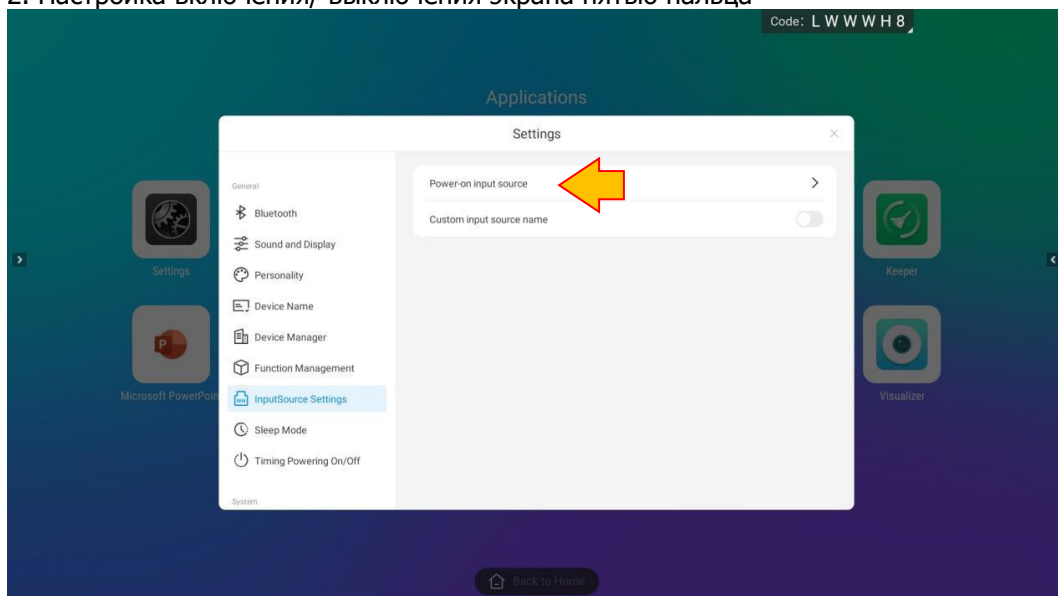 2. Настройка включения/ выключения экрана пятью пальца
Code: LWWWH8
Applications
Settings
General
Bluetooth
Sound and Display
Personality
Device Name
Device Manager
Function Management
InputSource Settings
Sleep Mode
Timing Powering On/Off
System
Power-on input source
Custom input source name
Settings
Keeper
Microsoft PowerPoin
Visualizer
Back to Home